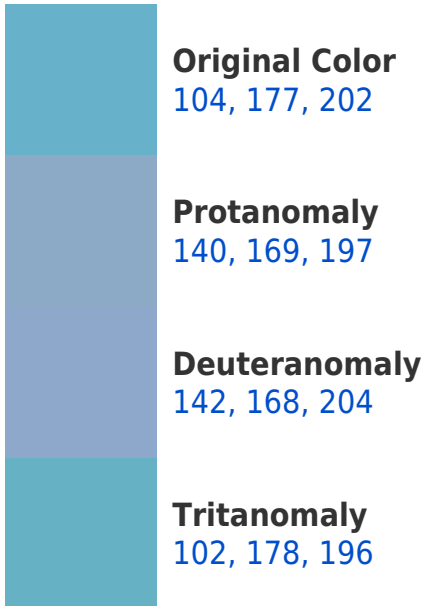 Original Color
104, 177, 202
Protanomaly
140, 169, 197
Deuteranomaly
142, 168, 204
Tritanomaly
102, 178, 196